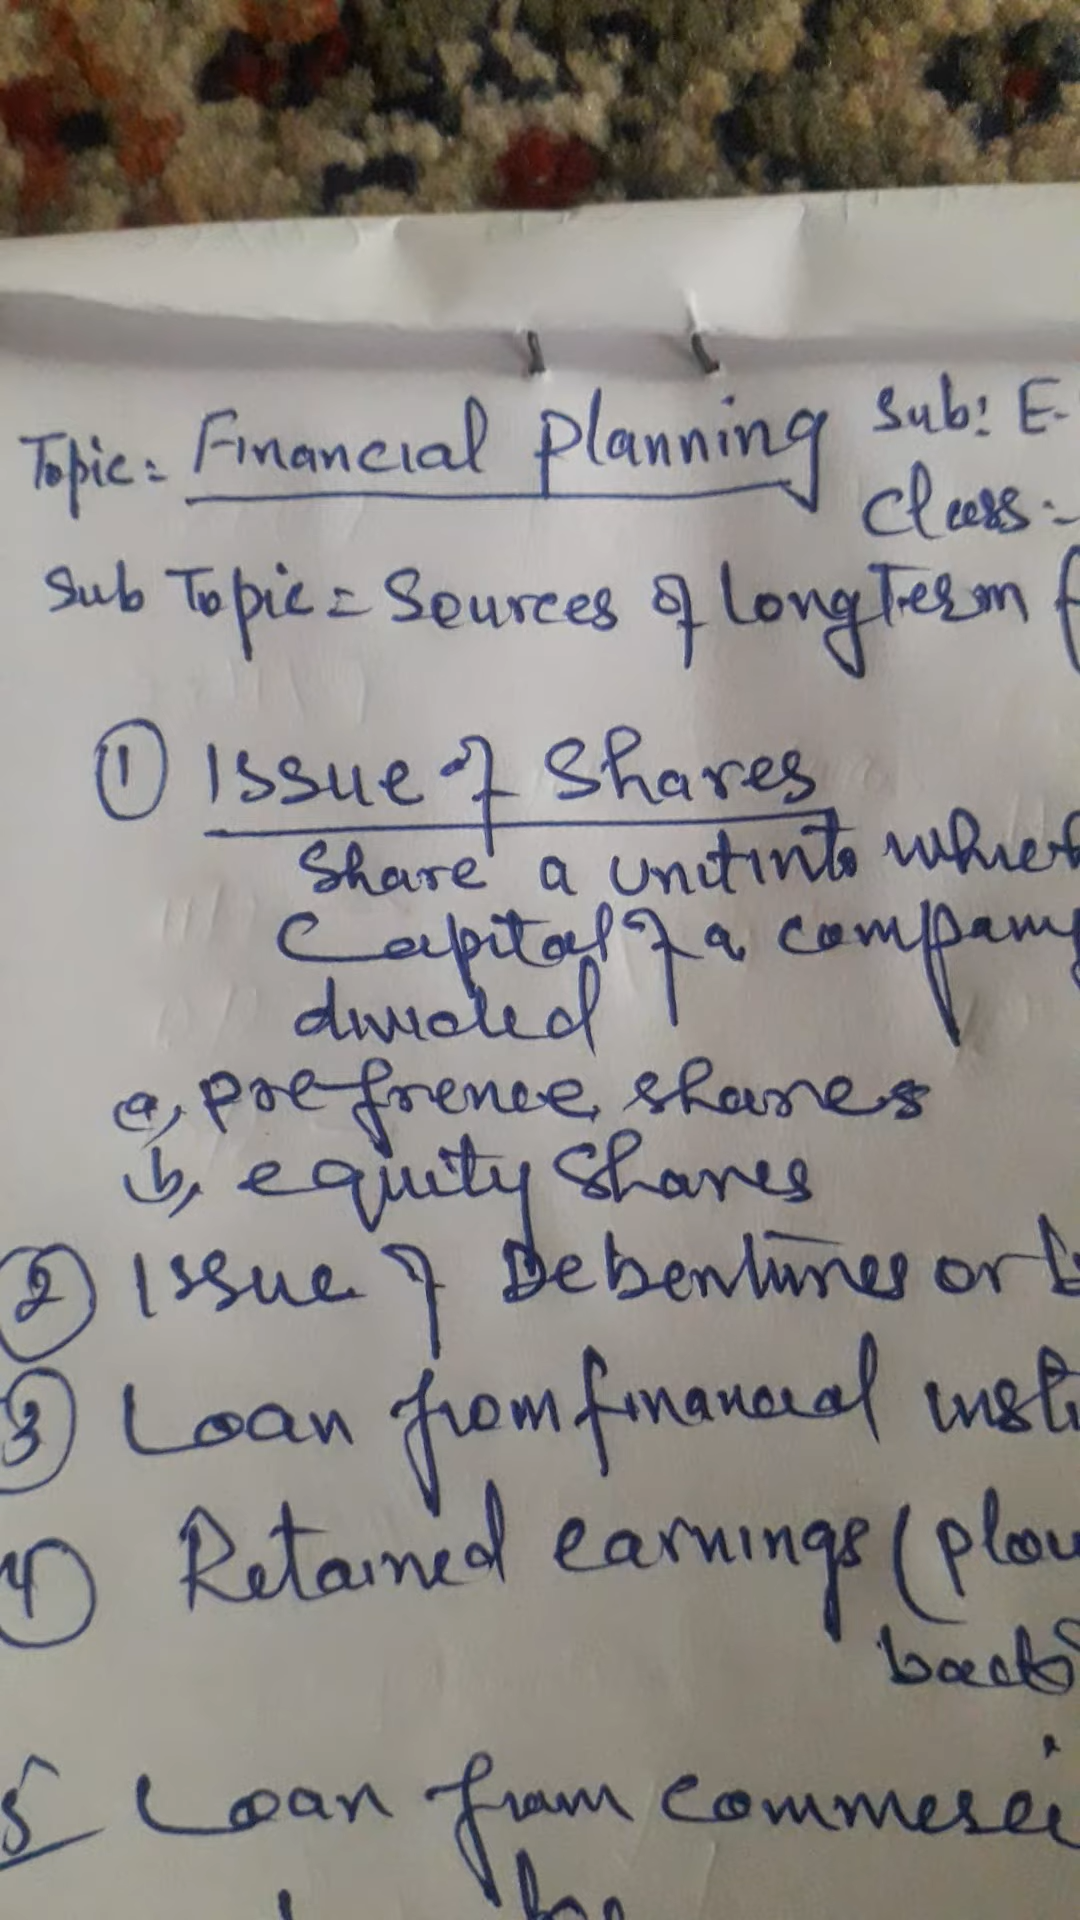 Topic: Financial Planning Sub: E-
Class:-
Sub Topic = Sources of Long Term f
① Issue of Shares
Share a unit into which
Capital of a company
divided
a, prefrence shares
b, equity Shares
② Issue of Debentures or
③ Loan from financial insti
④ Retained earnings (plou
back
5 Loan from commerci